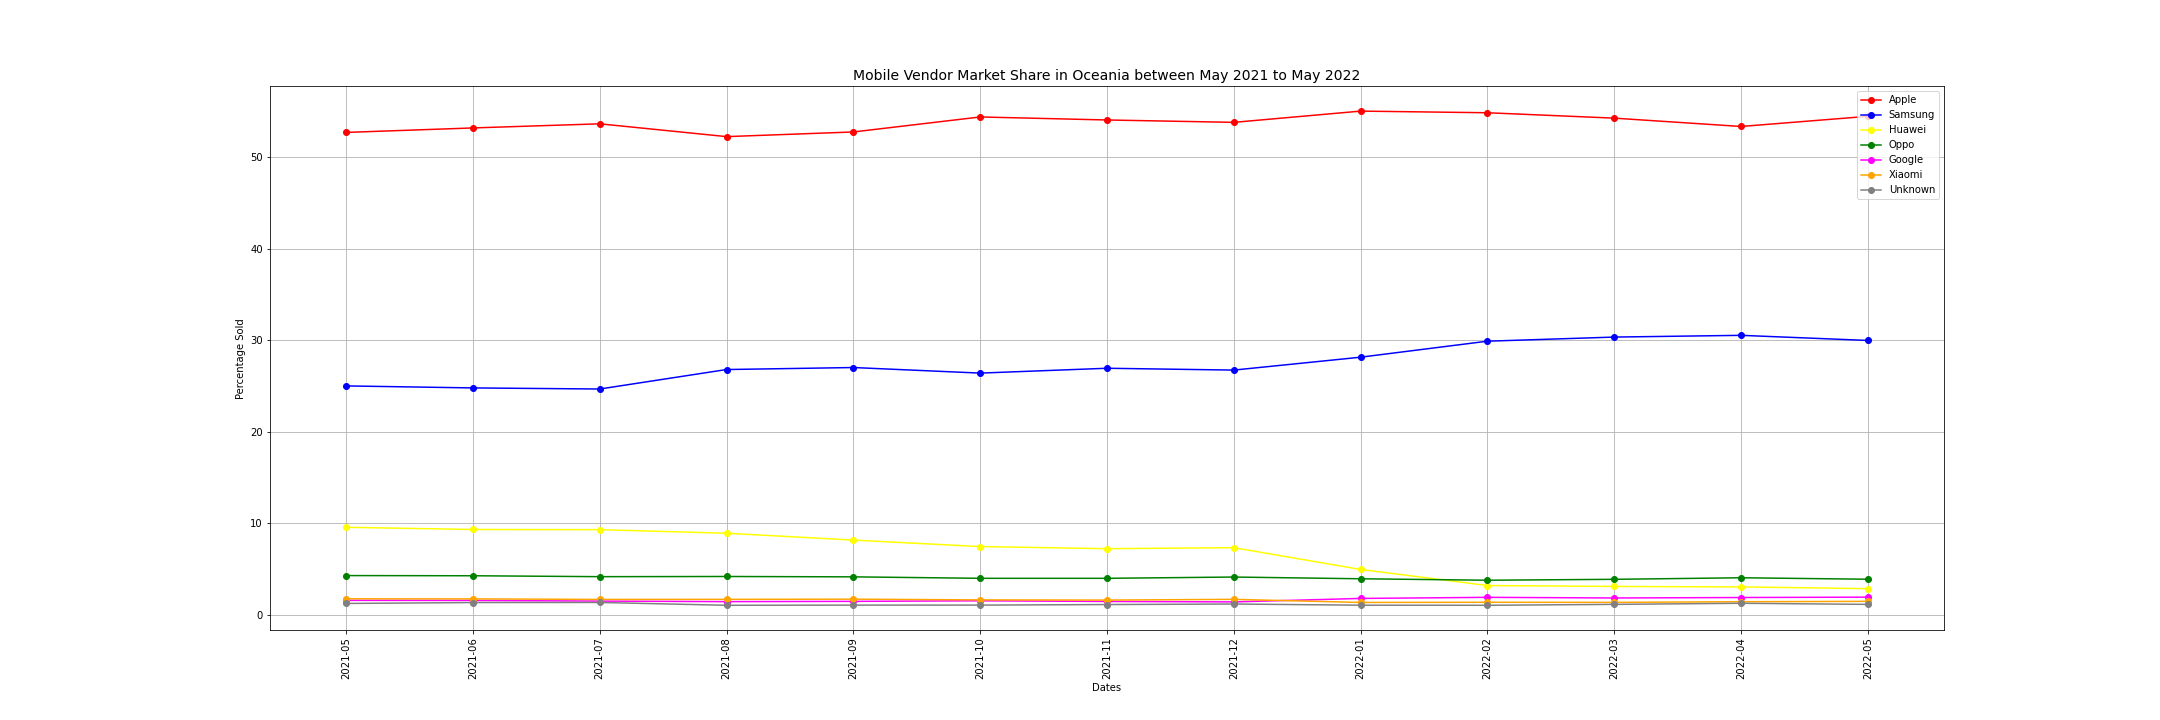 Mobile Vendor Market Share in Oceania between May 2021 to May 2022
Apple
Samsung
Huawei
Oppo
Google
Xiaomi
Unknown
Percentage Sold
50
40
30
20
10
0
2021-05
2021-06
2021-07
2021-08
2021-09
2021-10
2021-11
2021-12
2022-01
2022-02
2022-03
2022-04
2022-05
Dates